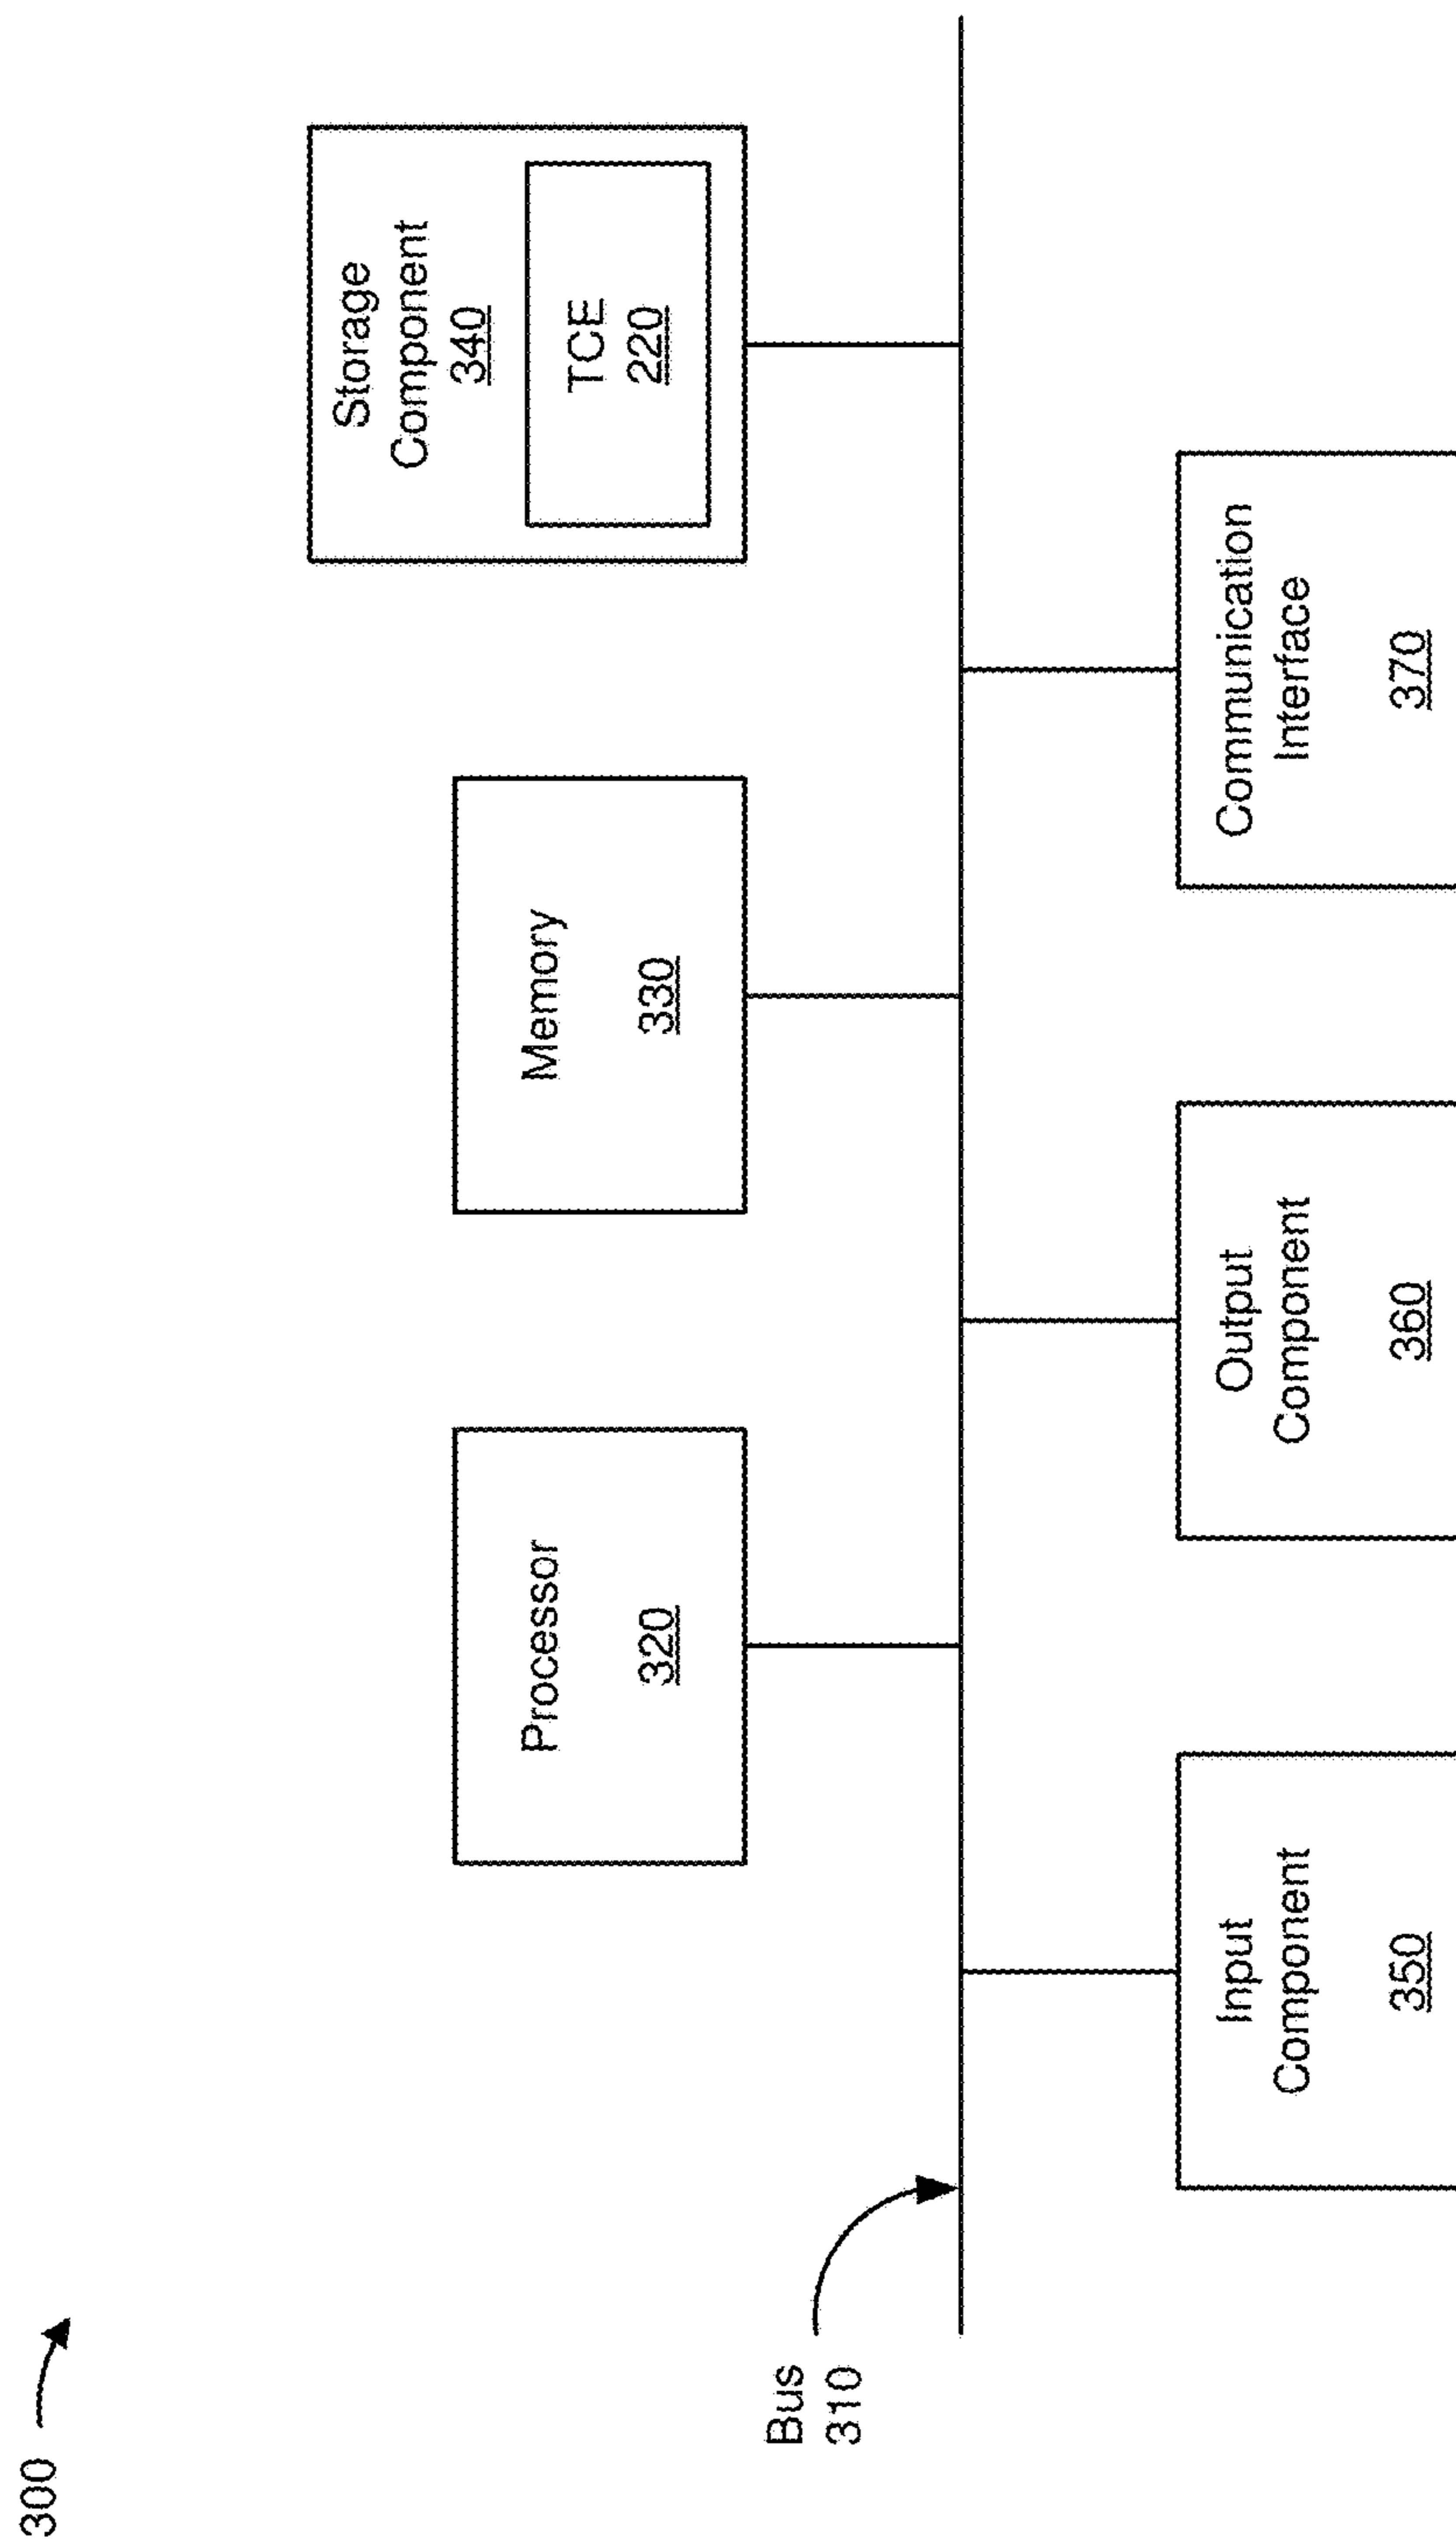 300
Processor
320
Memory
330
Storage
Component
340
TCE
220
Bus
310
Input
Component
350
Output
Component
360
Communication
Interface
370